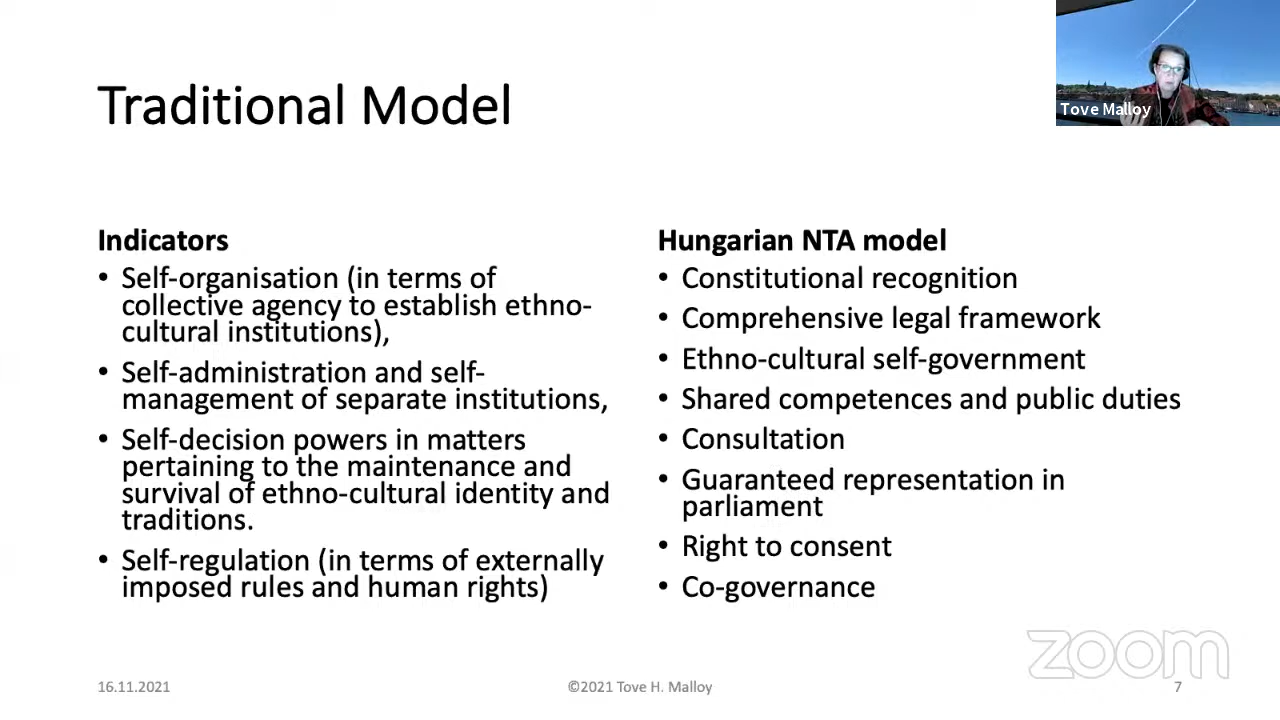 Traditional Model
Tove Malloy
Indicators
• Self-organisation (in terms of
collective agency to establish ethno-
cultural institutions),
• Self-administration and self-
management of separate institutions,
• Self-decision powers in matters
pertaining to the maintenance and
survival of ethno-cultural identity and
traditions.
• Self-regulation (in terms of externally
imposed rules and human rights)
Hungarian NTA model
• Constitutional recognition
• Comprehensive legal framework
• Ethno-cultural self-government
• Shared competences and public duties
• Consultation
• Guaranteed representation in
parliament
• Right to consent
• Co-governance
zoom
16.11.2021
©2021 Tove H. Malloy
7